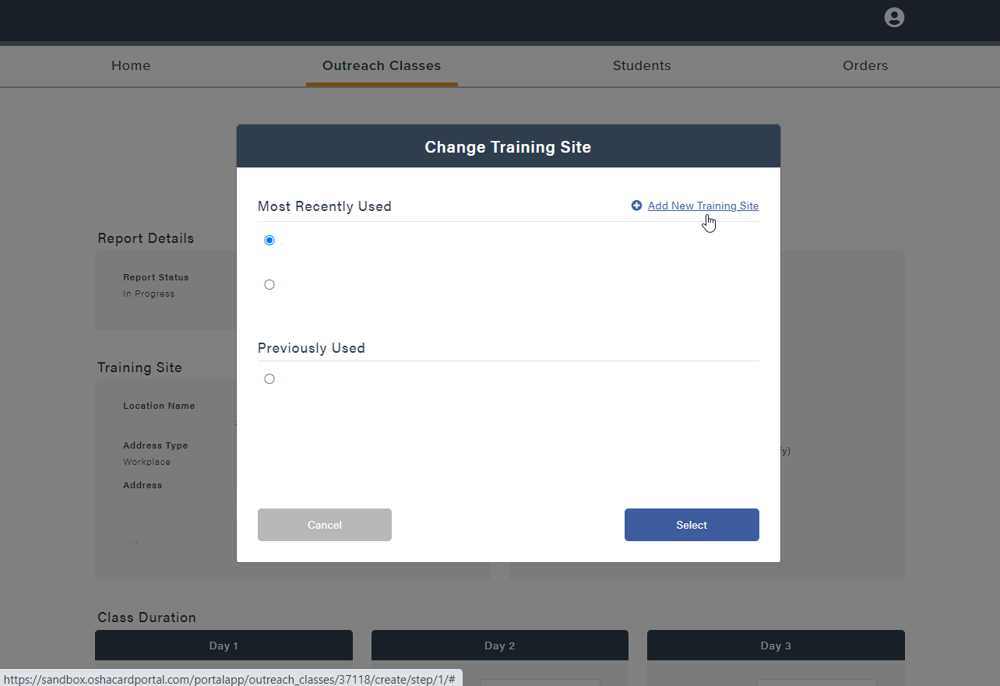 Home Outreach Classes Students Orders
Change Training Site
Most Recently Used Add New Training Site
Report Details
Report Status
In Progress
Previously Used
Training Site
Location Name
Address Type
Workplace
Address
Cancel Select
Class Duration
Day 1 Day 2 Day 3
https://sandbox.oshacardportal.com/portalapp/outreach_classes/37118/create/step/1/#